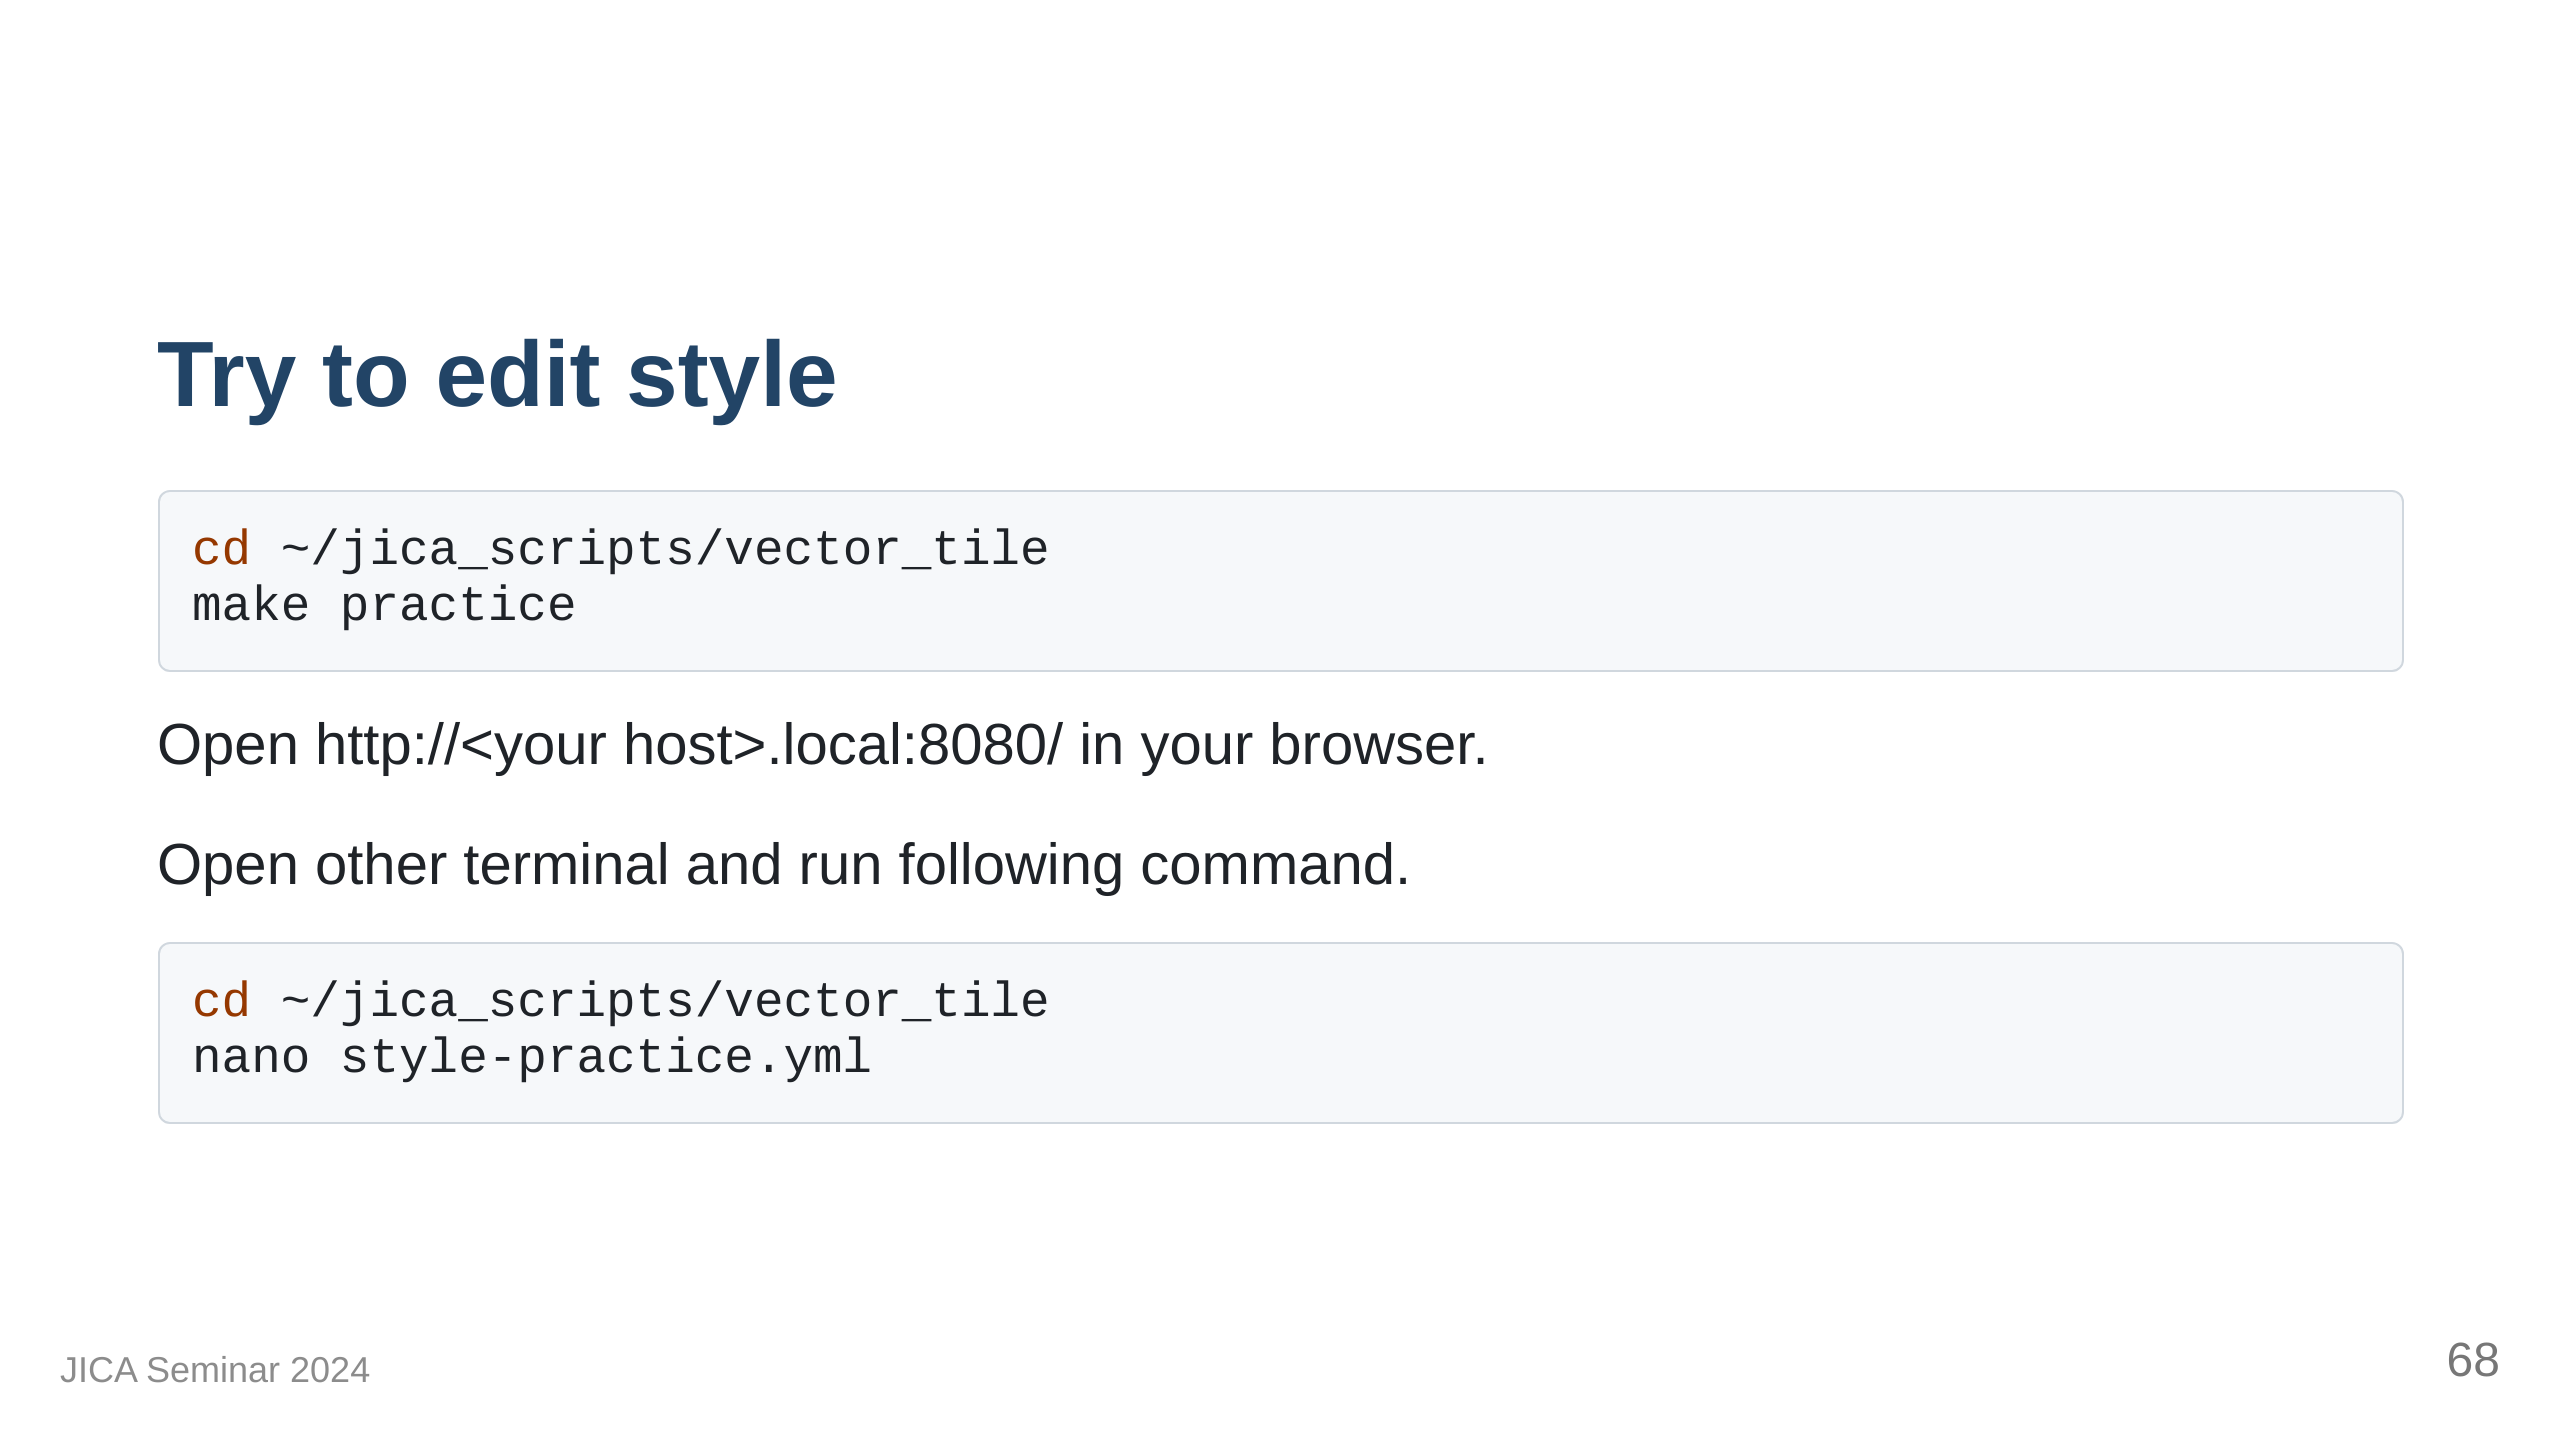 Try to edit style
cd ~/jica_scripts/vector_tile
make practice
Open http://<your host>.local:8080/ in your browser.
Open other terminal and run following command.
cd ~/jica_scripts/vector_tile
nano style-practice.yml
JICA Seminar 2024
68